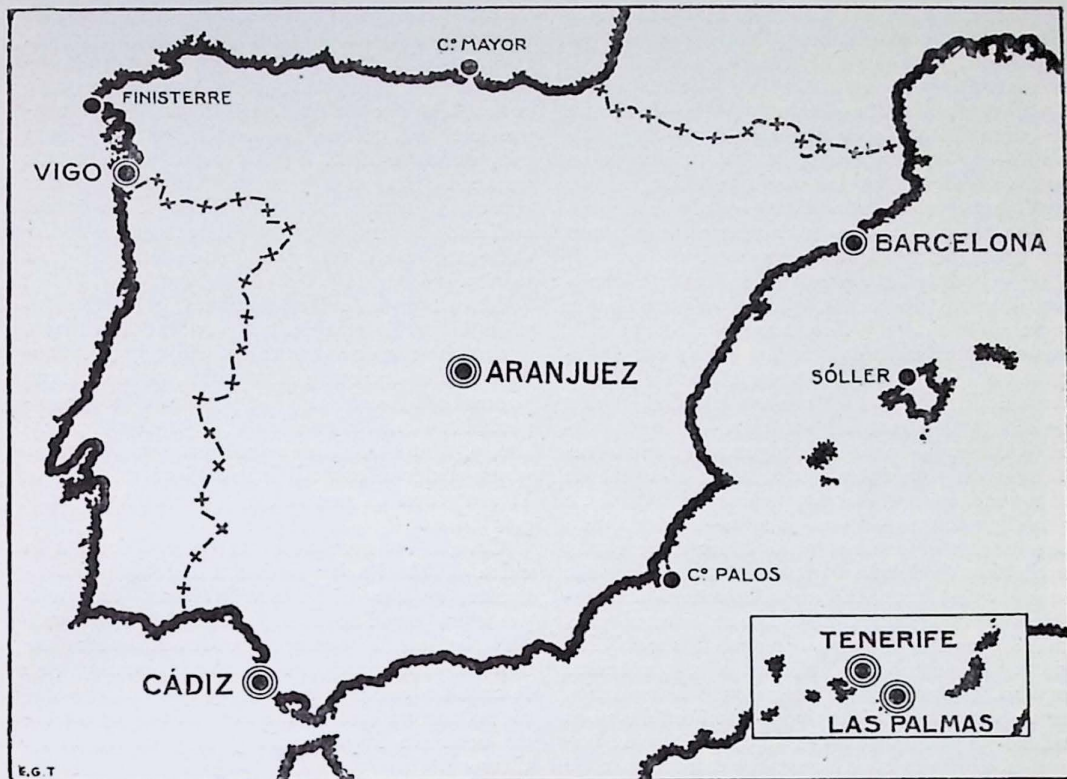 Cº MAYOR
FINISTERRE
VIGO
BARCELONA
ARANJUEZ
SÓLLER
Cº PALOS
TENERIFE
CÁDIZ
LAS PALMAS
E.G.T